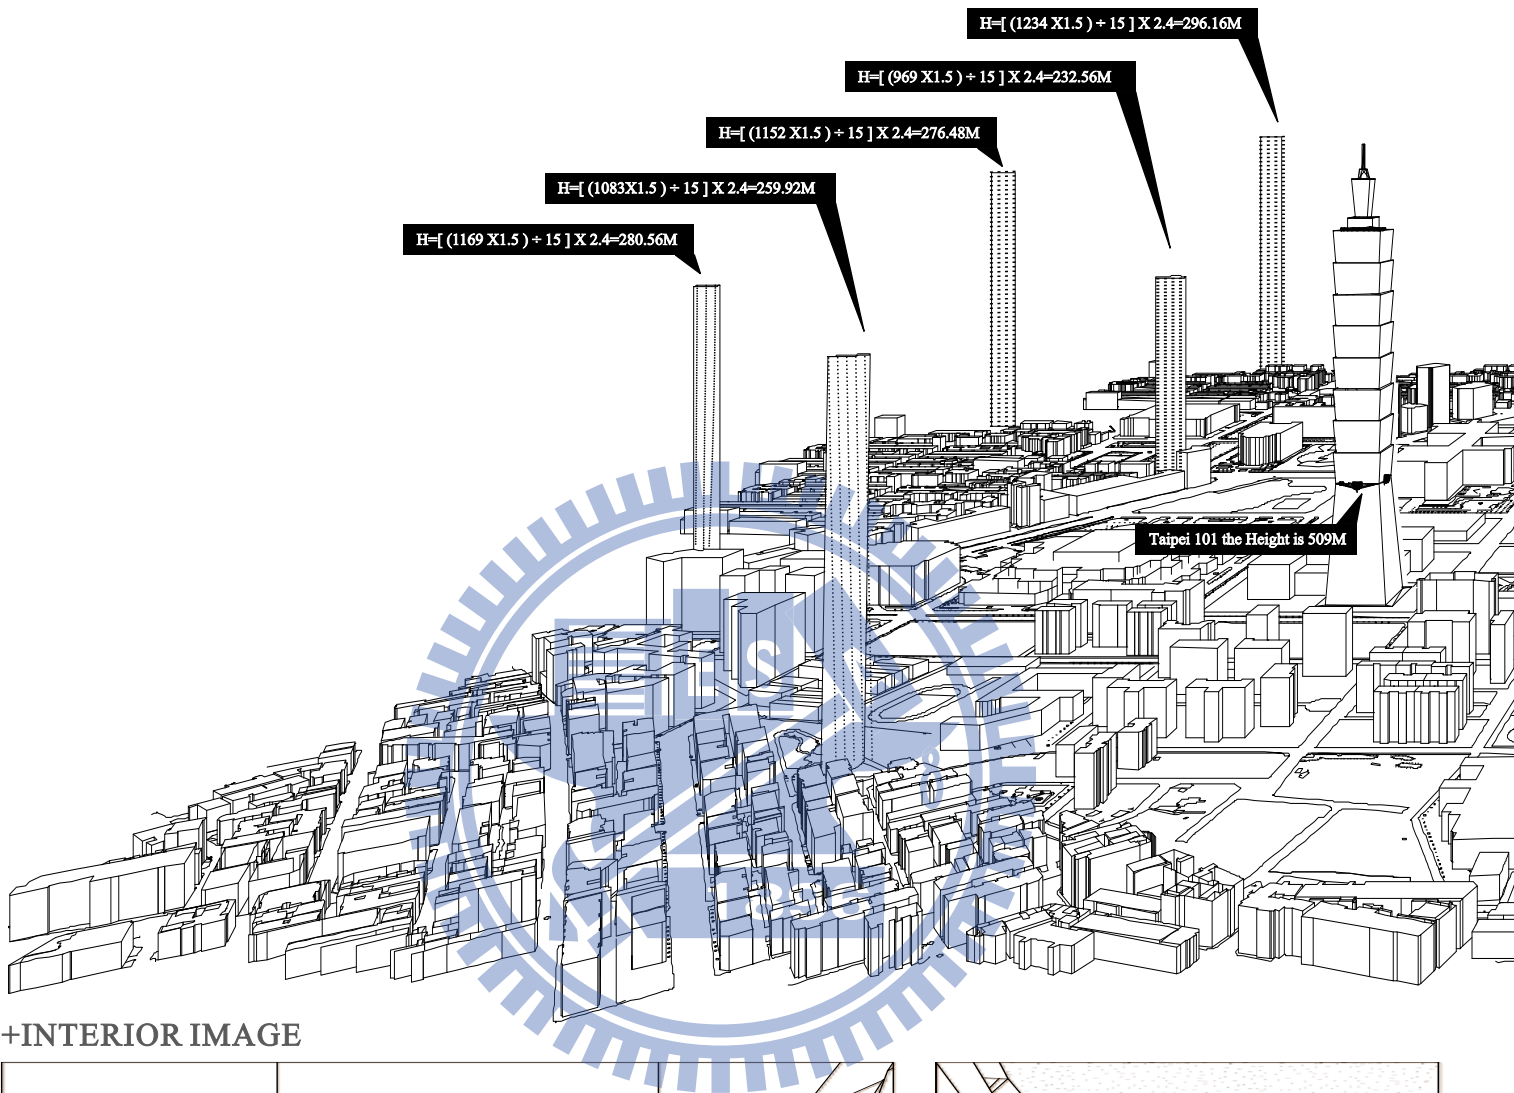 H=[ (1234 X1.5 ) ÷ 15 ] X 2.4=296.16M
H=[ (969 X1.5 ) ÷ 15 ] X 2.4=232.56M
H=[ (1152 X1.5 ) ÷ 15 ] X 2.4=276.48M
H=[ (1083X1.5 ) ÷ 15 ] X 2.4=259.92M
H=[ (1169 X1.5 ) ÷ 15 ] X 2.4=280.56M
Taipei 101 the Height is 509M
+INTERIOR IMAGE